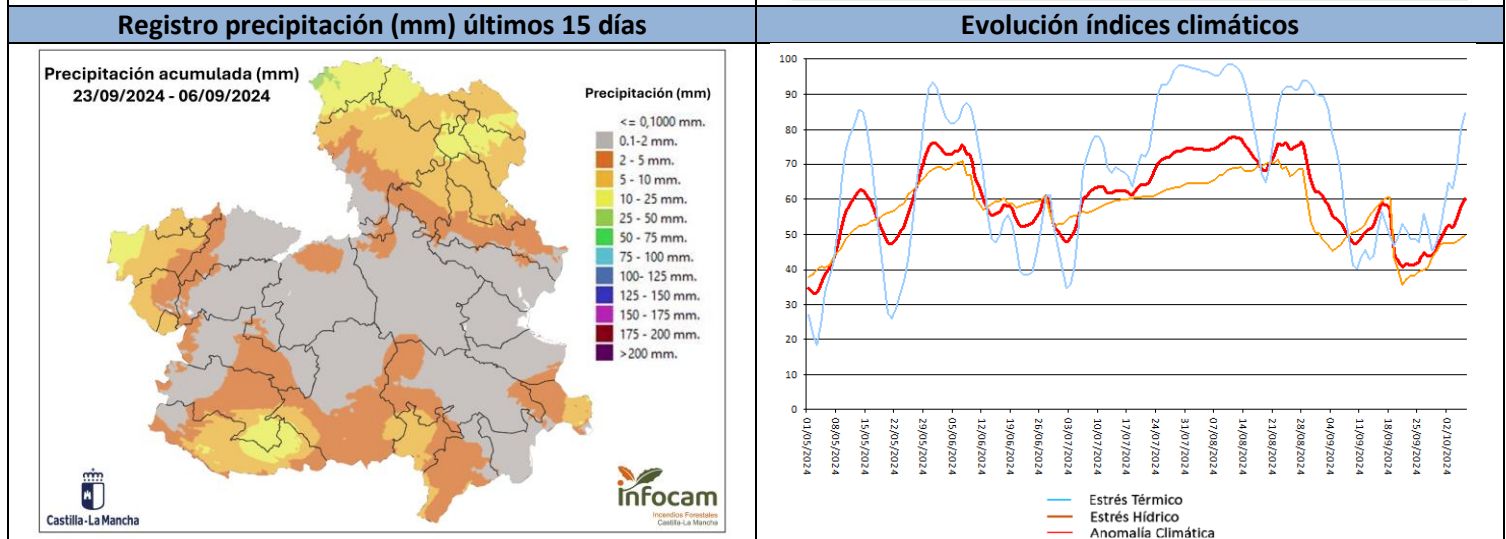 Registro precipitación (mm) últimos 15 días
Precipitación acumulada (mm)
23/09/2024 - 06/09/2024
Precipitación (mm)
<= 0,1000 mm.
0.1-2 mm.
2 - 5 mm.
5 - 10 mm.
10 - 25 mm.
25 - 50 mm.
50 - 75 mm.
75 - 100 mm.
100- 125 mm.
125 - 150 mm.
150 - 175 mm.
175 - 200 mm.
>200 mm.
Castilla-La Mancha
infocam
Incendios Forestales
Castilla-La Mancha
Evolución índices climáticos
100
90
80
70
60
50
40
30
20
10
0
01/05/2024
08/05/2024
15/05/2024
22/05/2024
29/05/2024
05/06/2024
12/06/2024
19/06/2024
26/06/2024
03/07/2024
10/07/2024
17/07/2024
24/07/2024
31/07/2024
07/08/2024
14/08/2024
21/08/2024
28/08/2024
04/09/2024
11/09/2024
18/09/2024
25/09/2024
02/10/2024
Estrés Térmico
Estrés Hídrico
Anomalía Climática